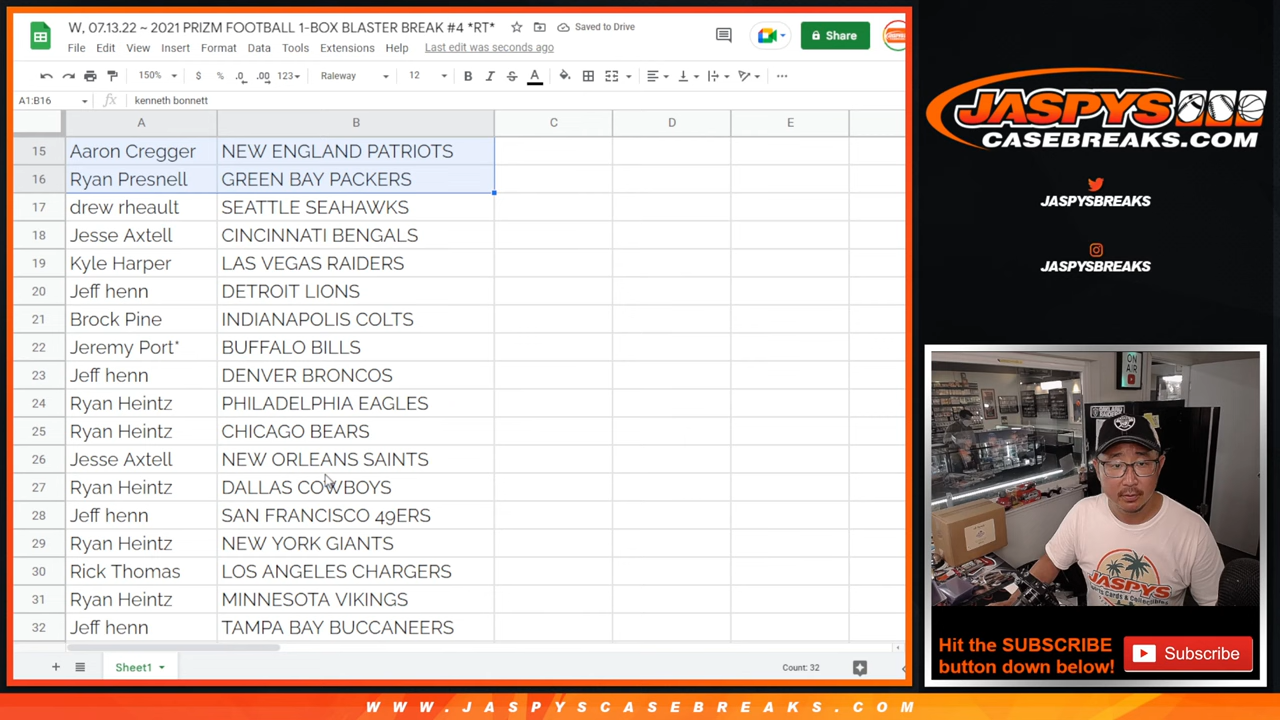 W, 07.13.22 ~ 2021 PRIZM FOOTBALL 1-BOX BLASTER BREAK #4 *RT* Saved to Drive
File Edit View Insert Format Data Tools Extensions Help Last edit was seconds ago
Share
150% $ % .0 .00 123 Raleway 12 B I S A
A1:B16 fx kenneth bonnett
A B C D E
15 Aaron Cregger NEW ENGLAND PATRIOTS
16 Ryan Presnell GREEN BAY PACKERS
17 drew rheault SEATTLE SEAHAWKS
18 Jesse Axtell CINCINNATI BENGALS
19 Kyle Harper LAS VEGAS RAIDERS
20 Jeff henn DETROIT LIONS
21 Brock Pine INDIANAPOLIS COLTS
22 Jeremy Port* BUFFALO BILLS
23 Jeff henn DENVER BRONCOS
24 Ryan Heintz PHILADELPHIA EAGLES
25 Ryan Heintz CHICAGO BEARS
26 Jesse Axtell NEW ORLEANS SAINTS
27 Ryan Heintz DALLAS COWBOYS
28 Jeff henn SAN FRANCISCO 49ERS
29 Ryan Heintz NEW YORK GIANTS
30 Rick Thomas LOS ANGELES CHARGERS
31 Ryan Heintz MINNESOTA VIKINGS
32 Jeff henn TAMPA BAY BUCCANEERS
Sheet1 Count: 32
JASPYS
CASEBREAKS.COM
JASPYSBREAKS
JASPYSBREAKS
ON AIR
JASPYS
Hit the SUBSCRIBE
button down below!
Subscribe
WWW.JASPYSCASEBREAKS.COM